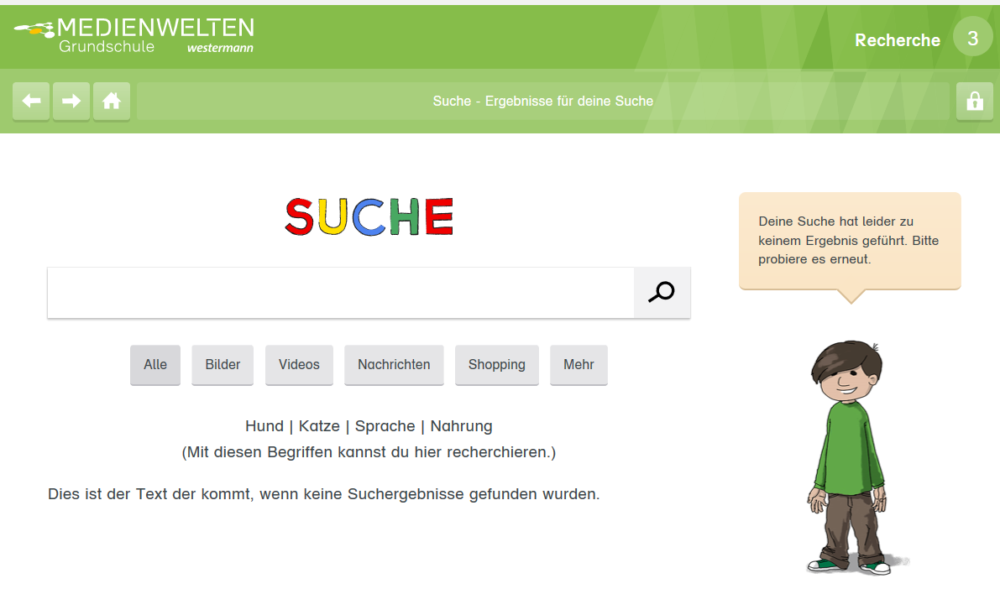 MEDIENWELTEN
Grundschule westermann
Recherche 3
Suche - Ergebnisse für deine Suche
SUCHE
Deine Suche hat leider zu
keinem Ergebnis geführt. Bitte
probiere es erneut.
Alle Bilder Videos Nachrichten Shopping Mehr
Hund | Katze | Sprache | Nahrung
(Mit diesen Begriffen kannst du hier recherchieren.)
Dies ist der Text der kommt, wenn keine Suchergebnisse gefunden wurden.